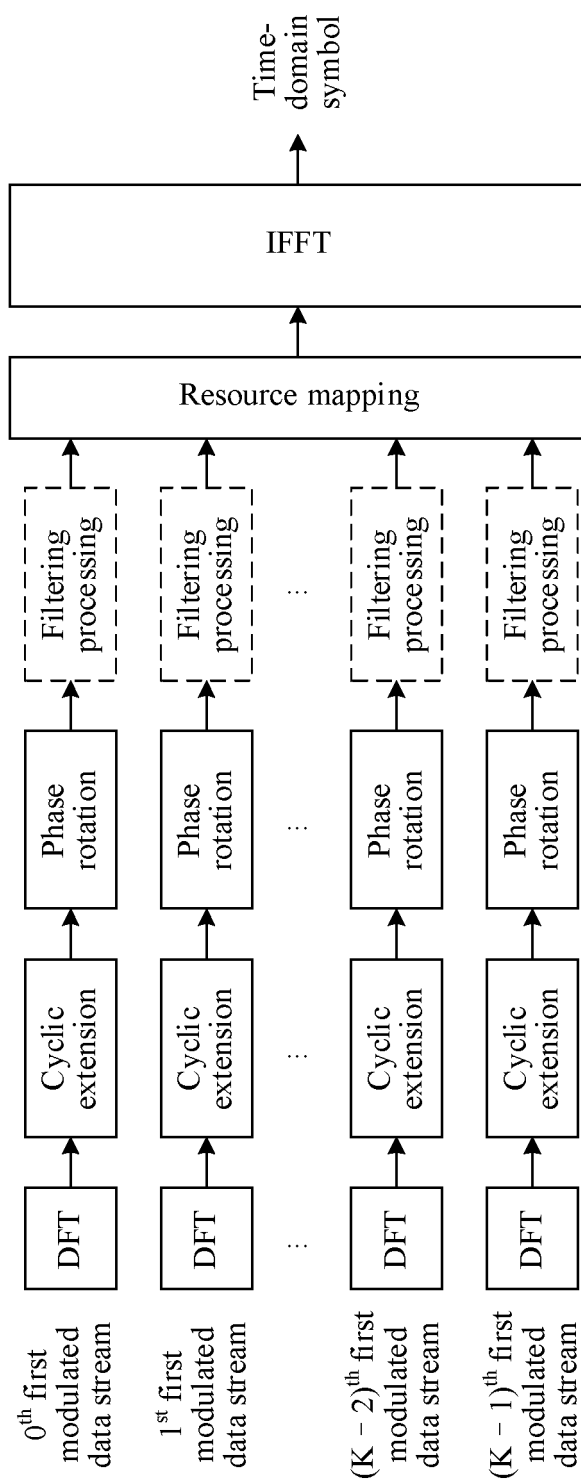 0th first
modulated
data stream
DFT
Cyclic
extension
Phase
rotation
Filtering
processing
1st first
modulated
data stream
DFT
Cyclic
extension
Phase
rotation
Filtering
processing
...
...
...
...
(K – 2)th first
modulated
data stream
DFT
Cyclic
extension
Phase
rotation
Filtering
processing
(K – 1)th first
modulated
data stream
DFT
Cyclic
extension
Phase
rotation
Filtering
processing
Resource mapping
IFFT
Time-
domain
symbol